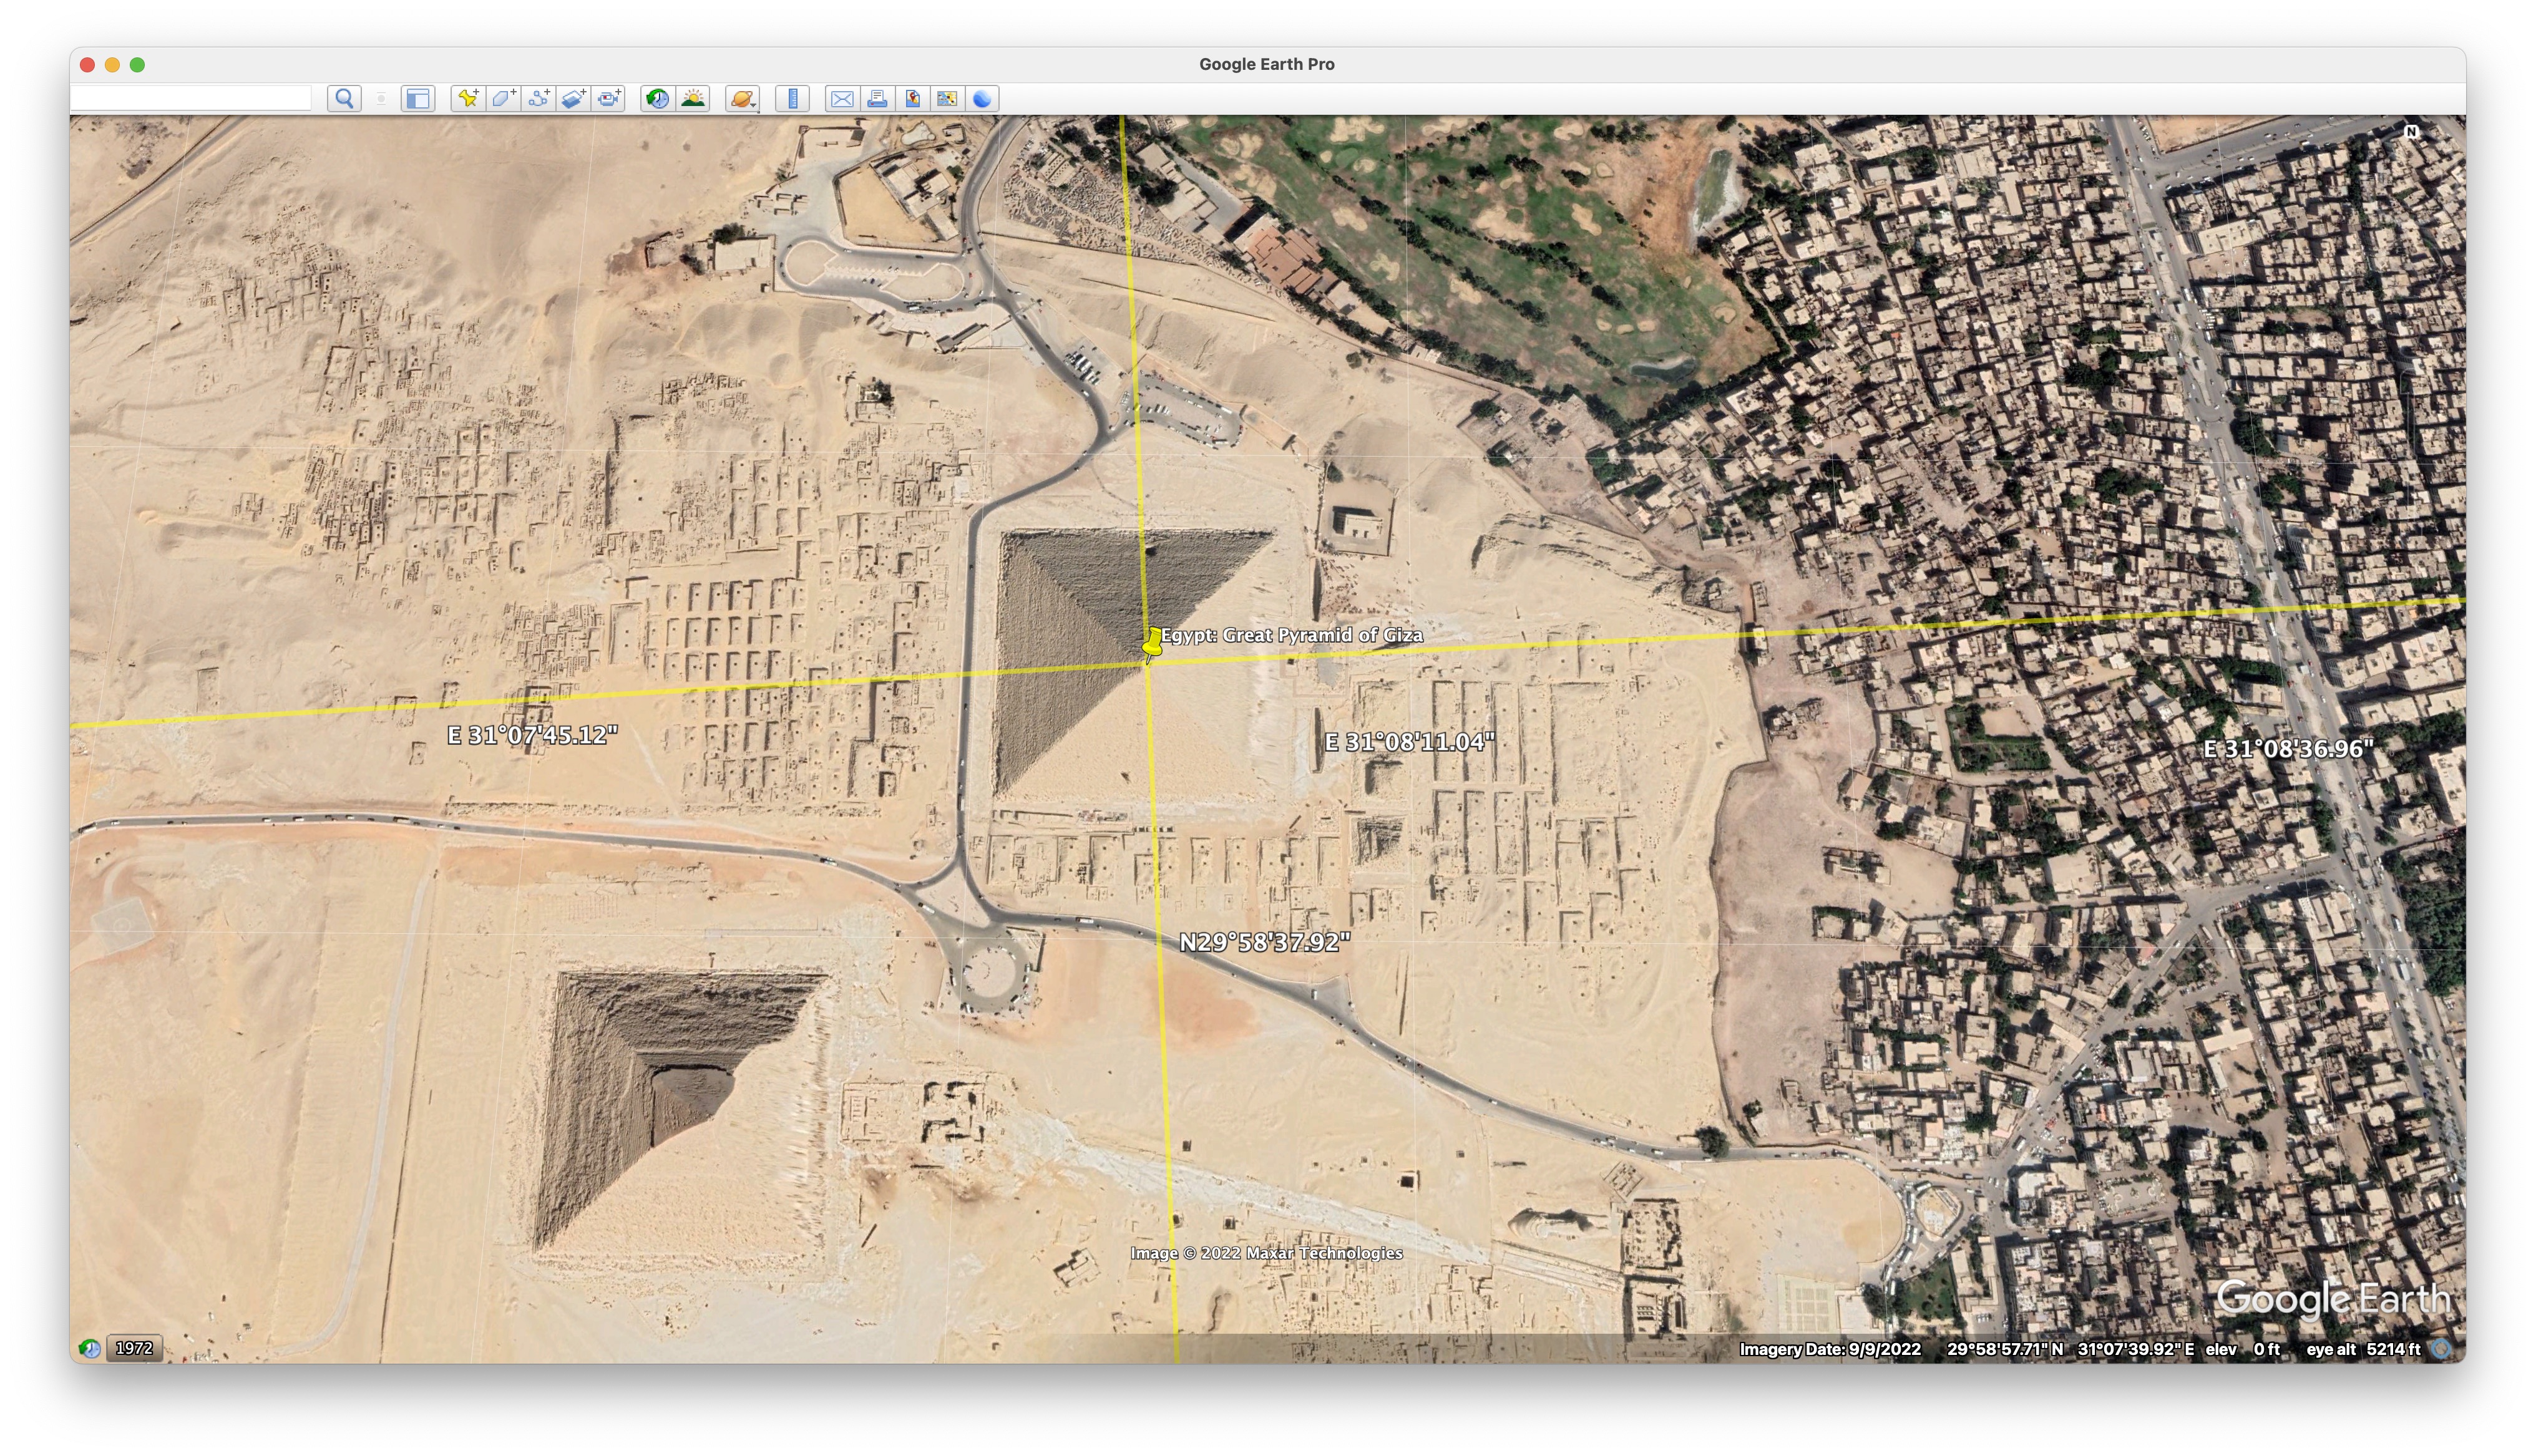 Google Earth Pro
N
Egypt: Great Pyramid of Giza
E 31°07'45.12"
E 31°08'11.04"
E 31°08'36.96"
N29°58'37.92"
Image © 2022 Maxar Technologies
Google Earth
1972
Imagery Date: 9/9/2022 29°58'57.71" N 31°07'39.92" E elev 0 ft eye alt 5214 ft